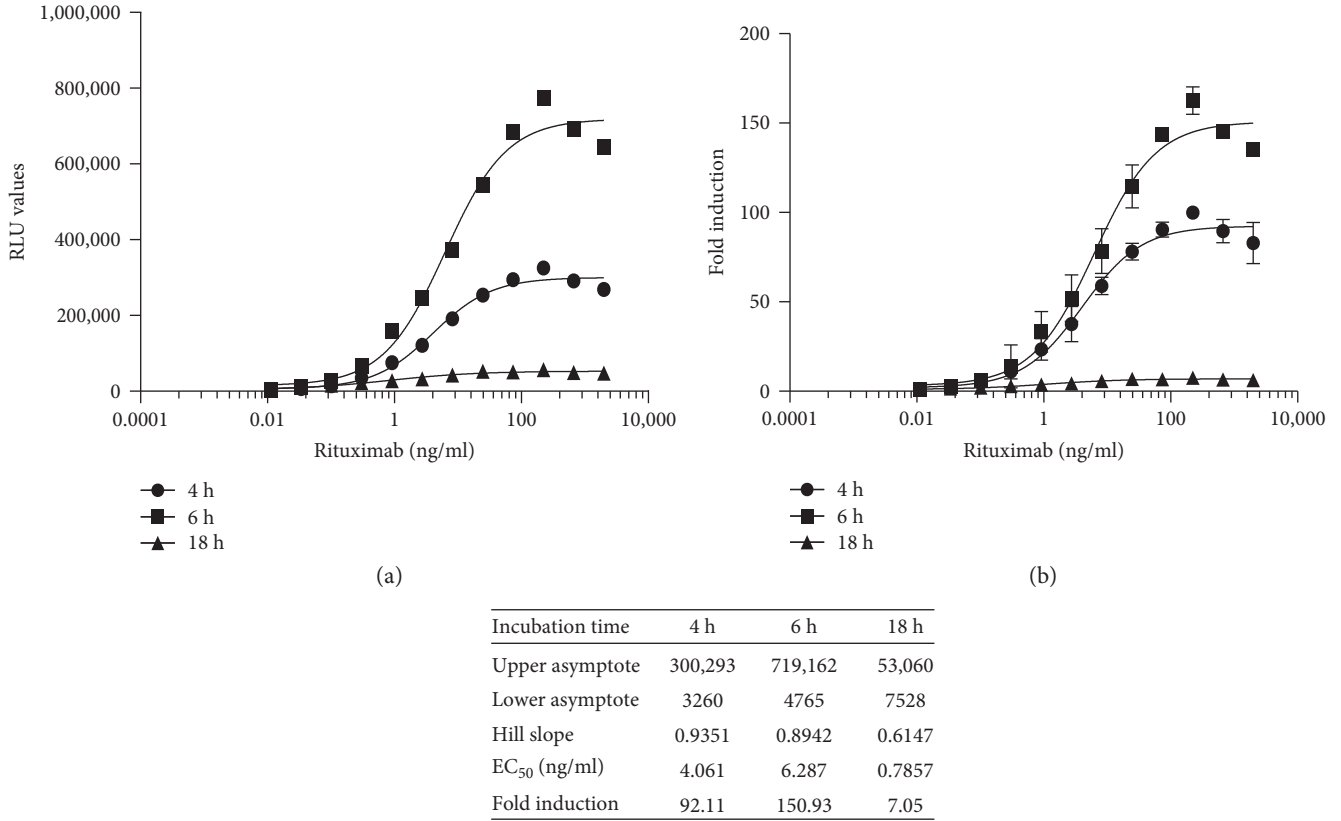 1,000,000
800,000
600,000
400,000
200,000
0
RLU values
0.0001 0.01 1 100 10,000
Rituximab (ng/ml)
4 h
6 h
18 h
(a)
200
150
100
50
0
Fold induction
0.0001 0.01 1 100 10,000
Rituximab (ng/ml)
4 h
6 h
18 h
(b)
Incubation time 4 h 6 h 18 h
Upper asymptote 300,293 719,162 53,060
Lower asymptote 3260 4765 7528
Hill slope 0.9351 0.8942 0.6147
EC50 (ng/ml) 4.061 6.287 0.7857
Fold induction 92.11 150.93 7.05